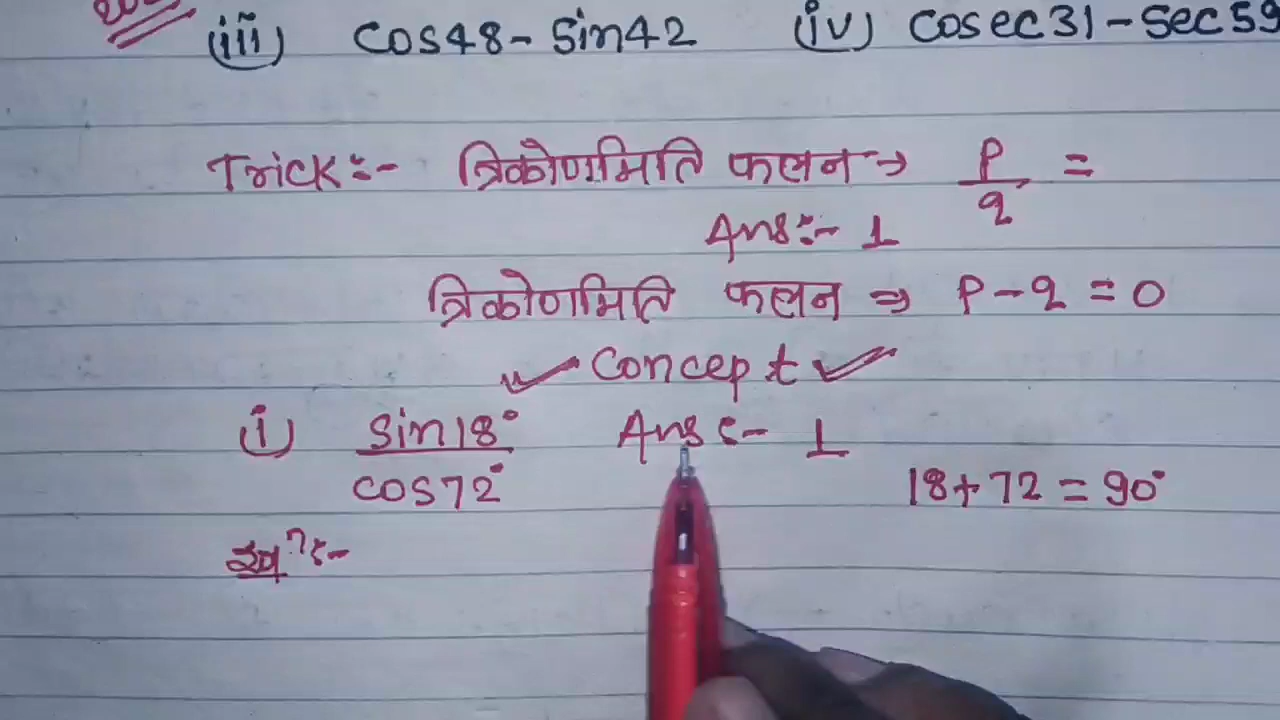 (iii) cos48-Sin42 (iv) Cosec31-Sec59
Trick:- त्रिकोणमिति फलन→ P/q =
Ans:- 1
त्रिकोणमिति फलन ⇒ P-q=0
Concept
(i) Sin18°/cos72° Ans:- 1
18+72=90°